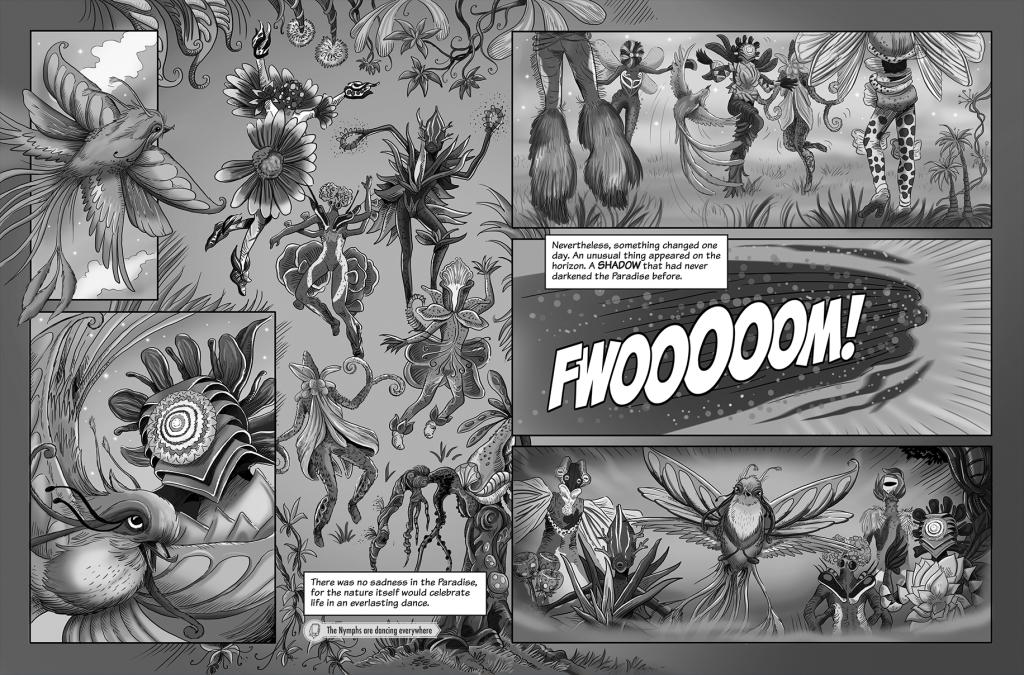 There was no sadness in the Paradise,
for the nature itself would celebrate
life in an everlasting dance.
The Nymphs are dancing everywhere
Nevertheless, something changed one
day. An unusual thing appeared on the
horizon. A SHADOW that had never
darkened the Paradise before.
FWOOOOOM!